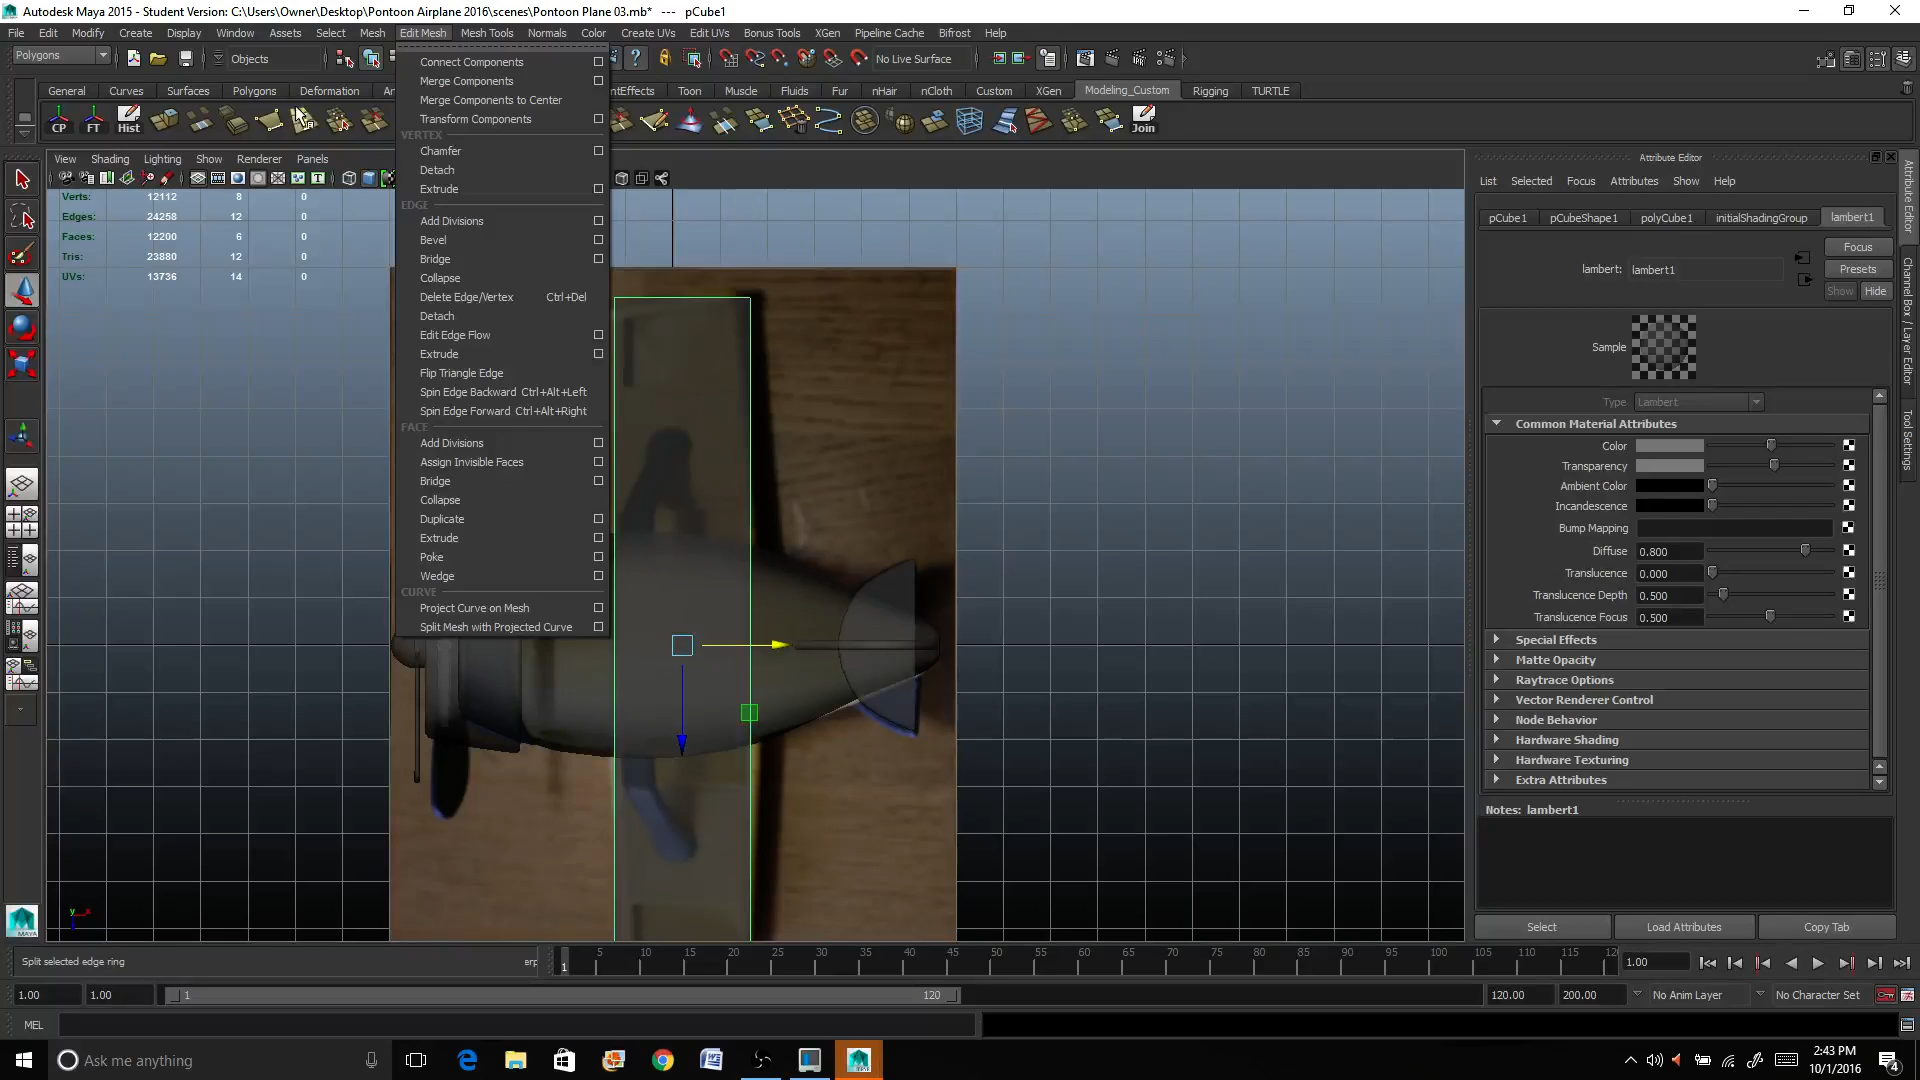 Autodesk Maya 2015 - Student Version: C:\Users\Owner\Desktop\Pontoon Airplane 2016\scenes\Pontoon Plane 03.mb* --- pCube1
File Edit Modify Create Display Window Assets Select Mesh Edit Mesh Mesh Tools Normals Color Create UVs Edit UVs Bonus Tools XGen Pipeline Cache Bifrost Help
Polygons Objects No Live Surface
General Curves Surfaces Polygons Deformation ntEffects Toon Muscle Fluids Fur nHair nCloth Custom XGen Modeling_Custom Rigging TURTLE
CP FT Hist Join
View Shading Lighting Show Renderer Panels
Verts: 12112 8 0
Edges: 24258 12 0
Faces: 12200 6 0
Tris: 23880 12 0
UVs: 13736 14 0
Connect Components
Merge Components
Merge Components to Center
Transform Components
VERTEX
Chamfer
Detach
Extrude
EDGE
Add Divisions
Bevel
Bridge
Collapse
Delete Edge/Vertex Ctrl+Del
Detach
Edit Edge Flow
Extrude
Flip Triangle Edge
Spin Edge Backward Ctrl+Alt+Left
Spin Edge Forward Ctrl+Alt+Right
FACE
Add Divisions
Assign Invisible Faces
Bridge
Collapse
Duplicate
Extrude
Poke
Wedge
CURVE
Project Curve on Mesh
Split Mesh with Projected Curve
y x
MAYA
Attribute Editor
List Selected Focus Attributes Show Help
pCube1 pCubeShape1 polyCube1 initialShadingGroup lambert1
Focus
lambert: lambert1
Presets
Show Hide
Sample
Type Lambert
Common Material Attributes
Color
Transparency
Ambient Color
Incandescence
Bump Mapping
Diffuse 0.800
Translucence 0.000
Translucence Depth 0.500
Translucence Focus 0.500
Special Effects
Matte Opacity
Raytrace Options
Vector Renderer Control
Node Behavior
Hardware Shading
Hardware Texturing
Extra Attributes
Notes: lambert1
Select Load Attributes Copy Tab
Attribute Editor
Channel Box / Layer Editor
Tool Settings
Split selected edge ring
1 5 10 15 20 25 30 35 40 45 50 55 60 65 70 75 80 85 90 95 100 105 110 115 1.00
1.00 1.00 1 120 120.00 200.00 No Anim Layer No Character Set
MEL
Ask me anything
2:43 PM
10/1/2016
4